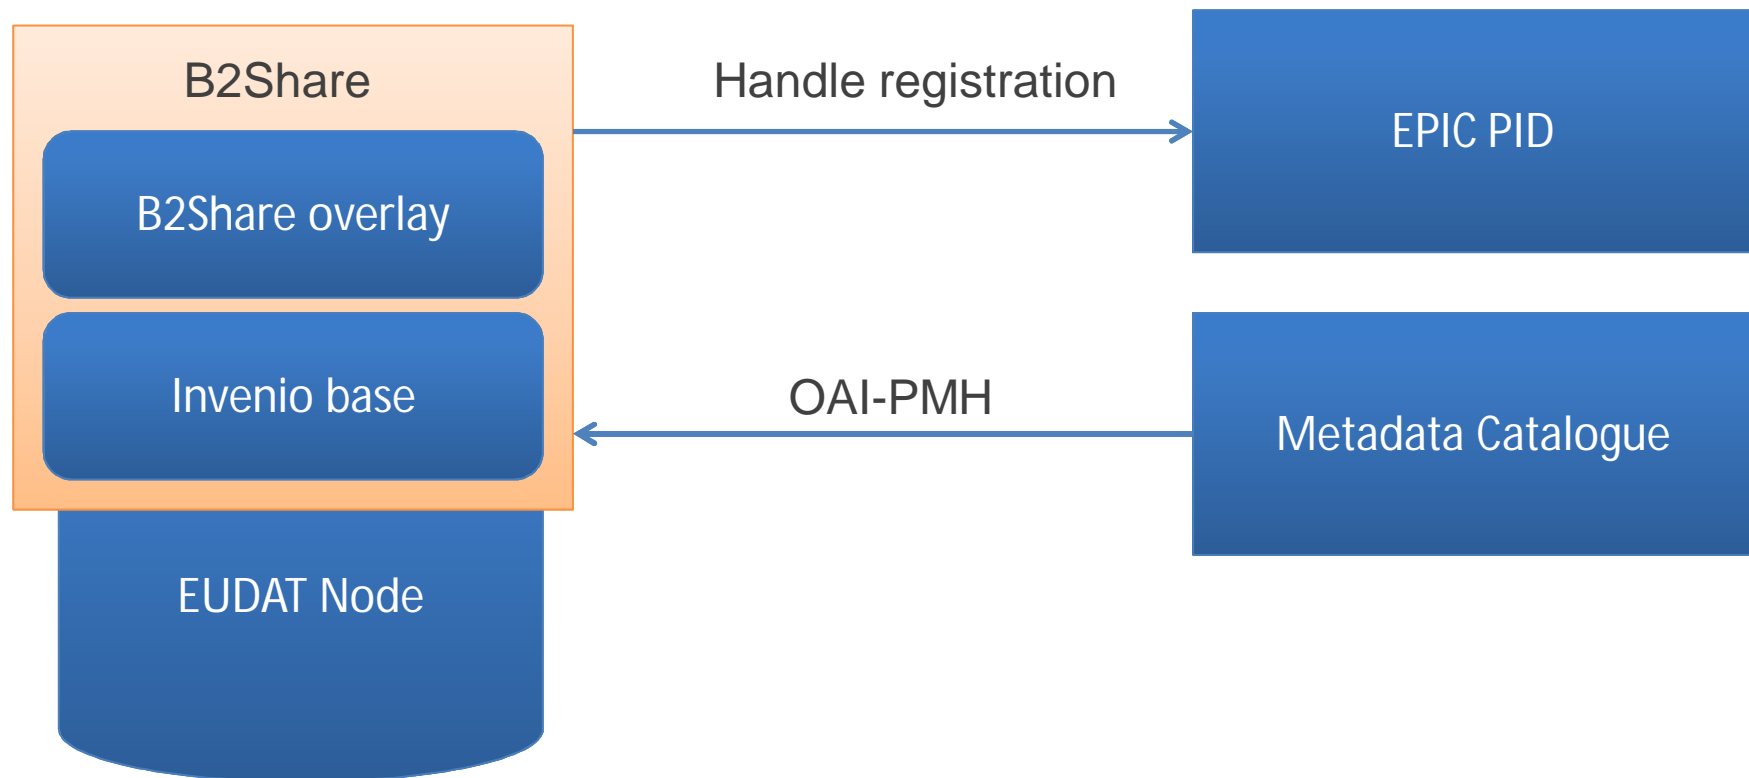 B2Share
Handle registration
EPIC PID
B2Share overlay
Invenio base
OAI-PMH
Metadata Catalogue
EUDAT Node